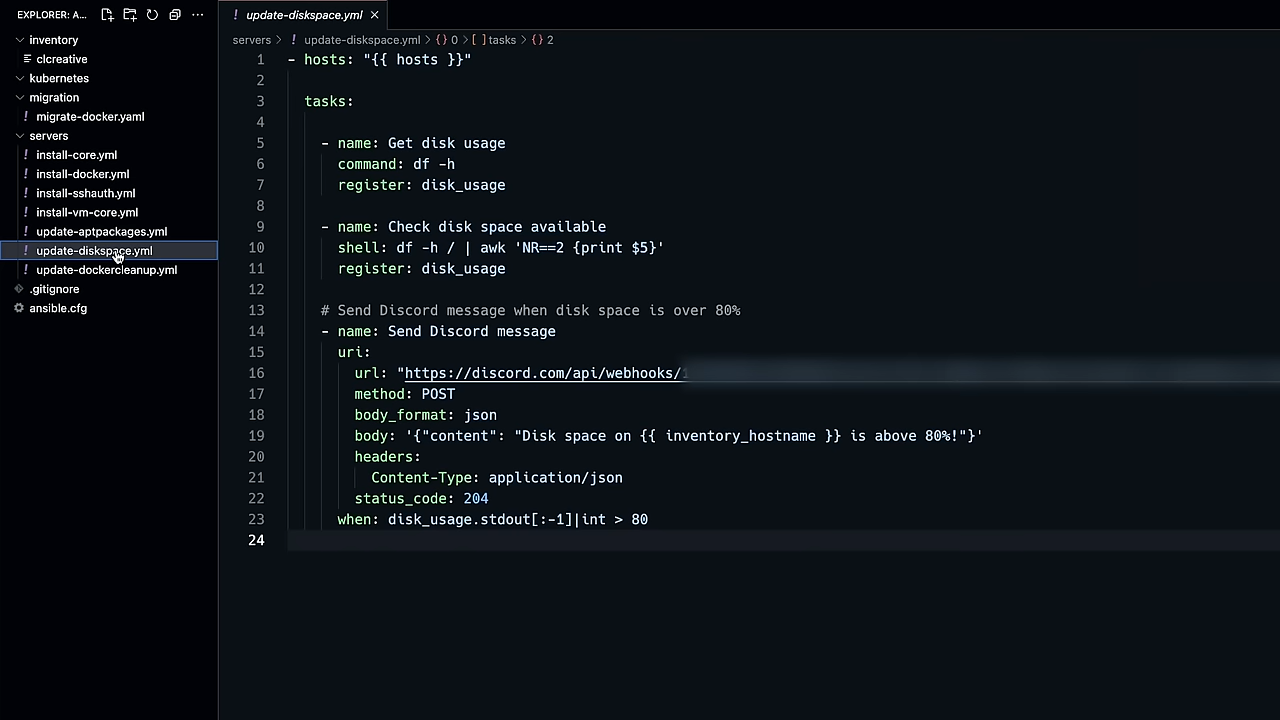 EXPLORER: A...
inventory
clcreative
kubernetes
migration
migrate-docker.yaml
servers
install-core.yml
install-docker.yml
install-sshauth.yml
install-vm-core.yml
update-aptpackages.yml
update-diskspace.yml
update-dockercleanup.yml
.gitignore
ansible.cfg
! update-diskspace.yml
servers > ! update-diskspace.yml > {} 0 > [ ] tasks > {} 2
1 - hosts: "{{ hosts }}"
2
3 tasks:
4
5 - name: Get disk usage
6 command: df -h
7 register: disk_usage
8
9 - name: Check disk space available
10 shell: df -h / | awk 'NR==2 {print $5}'
11 register: disk_usage
12
13 # Send Discord message when disk space is over 80%
14 - name: Send Discord message
15 uri:
16 url: "https://discord.com/api/webhooks/
17 method: POST
18 body_format: json
19 body: '{"content": "Disk space on {{ inventory_hostname }} is above 80%!"}'
20 headers:
21 Content-Type: application/json
22 status_code: 204
23 when: disk_usage.stdout[:-1]|int > 80
24